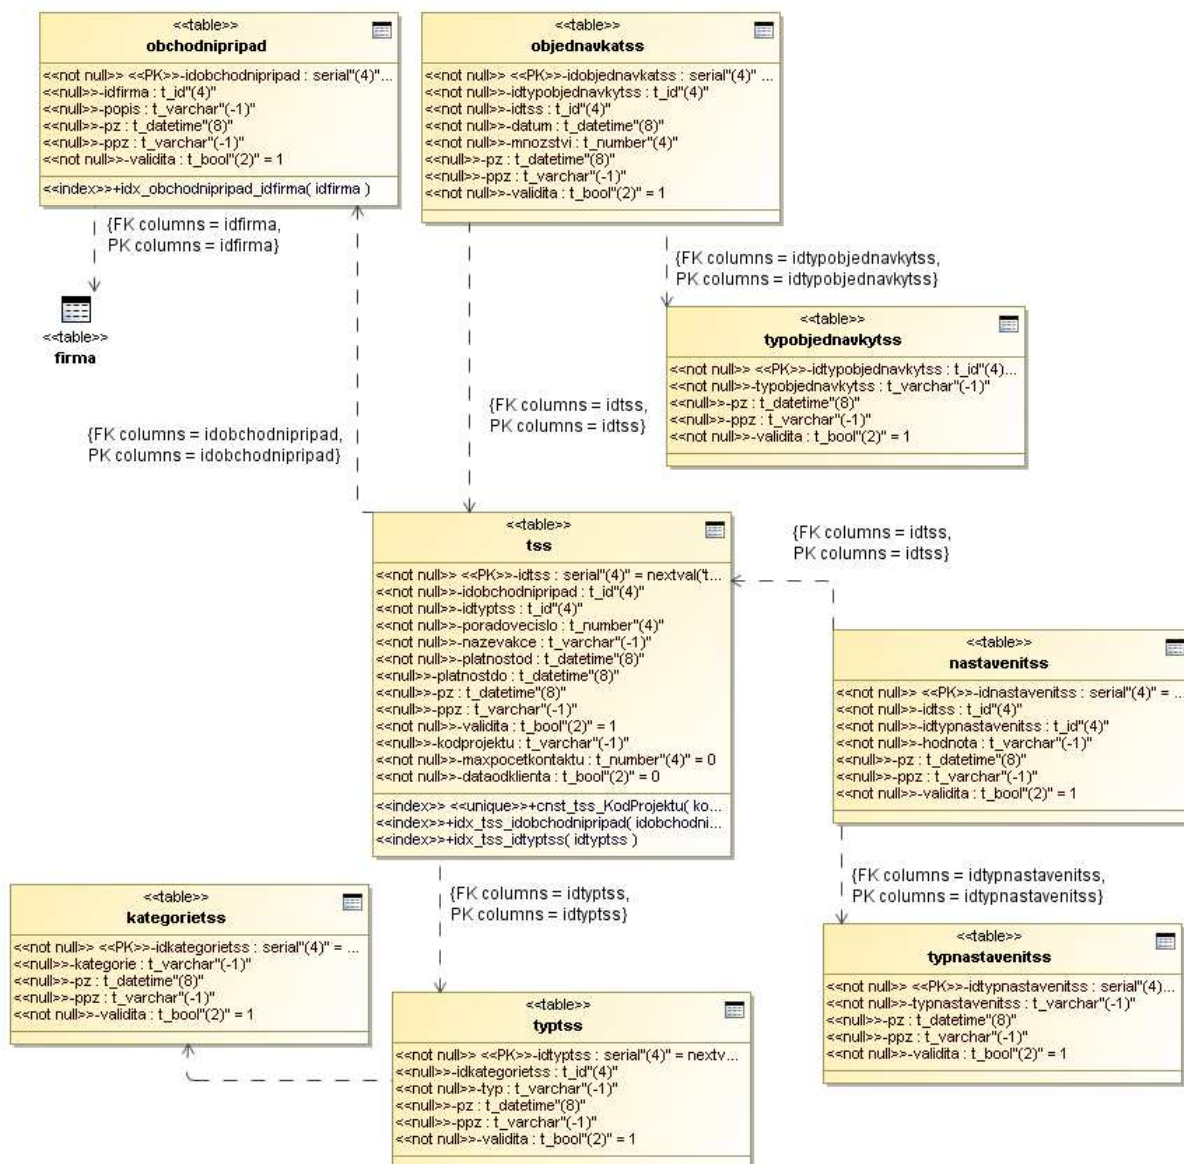 <<table>>
obchodnipripad
<<not null>> <<PK>>-idobchodnipripad : serial"(4)"...
<<null>>-idfirma : t_id"(4)"
<<null>>-popis : t_varchar"(-1)"
<<null>>-pz : t_datetime"(8)"
<<null>>-ppz : t_varchar"(-1)"
<<not null>>-validita : t_bool"(2)" = 1
<<index>>+idx_obchodnipripad_idfirma( idfirma )
<<table>>
objednavkatss
<<not null>> <<PK>>-idobjednavkatss : serial"(4)" ...
<<not null>>-idtypobjednavkytss : t_id"(4)"
<<not null>>-idtss : t_id"(4)"
<<not null>>-datum : t_datetime"(8)"
<<not null>>-mnozstvi : t_number"(4)"
<<null>>-pz : t_datetime"(8)"
<<null>>-ppz : t_varchar"(-1)"
<<not null>>-validita : t_bool"(2)" = 1
{FK columns = idfirma,
PK columns = idfirma}
{FK columns = idtypobjednavkytss,
PK columns = idtypobjednavkytss}
<<table>>
firma
<<table>>
typobjednavkytss
<<not null>> <<PK>>-idtypobjednavkytss : t_id"(4)...
<<not null>>-typobjednavkytss : t_varchar"(-1)"
<<null>>-pz : t_datetime"(8)"
<<null>>-ppz : t_varchar"(-1)"
<<not null>>-validita : t_bool"(2)" = 1
{FK columns = idtss,
PK columns = idtss}
{FK columns = idobchodnipripad,
PK columns = idobchodnipripad}
<<table>>
tss
<<not null>> <<PK>>-idtss : serial"(4)" = nextval('t...
<<not null>>-idobchodnipripad : t_id"(4)"
<<not null>>-idtyptss : t_id"(4)"
<<not null>>-poradovecislo : t_number"(4)"
<<not null>>-nazevakce : t_varchar"(-1)"
<<not null>>-platnostod : t_datetime"(8)"
<<null>>-platnostdo : t_datetime"(8)"
<<null>>-pz : t_datetime"(8)"
<<null>>-ppz : t_varchar"(-1)"
<<not null>>-validita : t_bool"(2)" = 1
<<null>>-kodprojektu : t_varchar"(-1)"
<<not null>>-maxpocetkontaktu : t_number"(4)" = 0
<<not null>>-dataodklienta : t_bool"(2)" = 0
<<index>> <<unique>>+cnst_tss_KodProjektu( ko...
<<index>>+idx_tss_idobchodnipripad( idobchodni...
<<index>>+idx_tss_idtyptss( idtyptss )
{FK columns = idtss,
PK columns = idtss}
<<table>>
nastavenitss
<<not null>> <<PK>>-idnastavenitss : serial"(4)" = ...
<<not null>>-idtss : t_id"(4)"
<<not null>>-idtypnastavenitss : t_id"(4)"
<<not null>>-hodnota : t_varchar"(-1)"
<<null>>-pz : t_datetime"(8)"
<<null>>-ppz : t_varchar"(-1)"
<<not null>>-validita : t_bool"(2)" = 1
{FK columns = idtypnastavenitss,
PK columns = idtypnastavenitss}
{FK columns = idtyptss,
PK columns = idtyptss}
<<table>>
kategorietss
<<not null>> <<PK>>-idkategorietss : serial"(4)" = ...
<<null>>-kategorie : t_varchar"(-1)"
<<null>>-pz : t_datetime"(8)"
<<null>>-ppz : t_varchar"(-1)"
<<not null>>-validita : t_bool"(2)" = 1
<<table>>
typnastavenitss
<<not null>> <<PK>>-idtypnastavenitss : serial"(4)...
<<not null>>-typnastavenitss : t_varchar"(-1)"
<<null>>-pz : t_datetime"(8)"
<<null>>-ppz : t_varchar"(-1)"
<<not null>>-validita : t_bool"(2)" = 1
<<table>>
typtss
<<not null>> <<PK>>-idtyptss : serial"(4)" = nextv...
<<null>>-idkategorietss : t_id"(4)"
<<not null>>-typ : t_varchar"(-1)"
<<null>>-pz : t_datetime"(8)"
<<null>>-ppz : t_varchar"(-1)"
<<not null>>-validita : t_bool"(2)" = 1